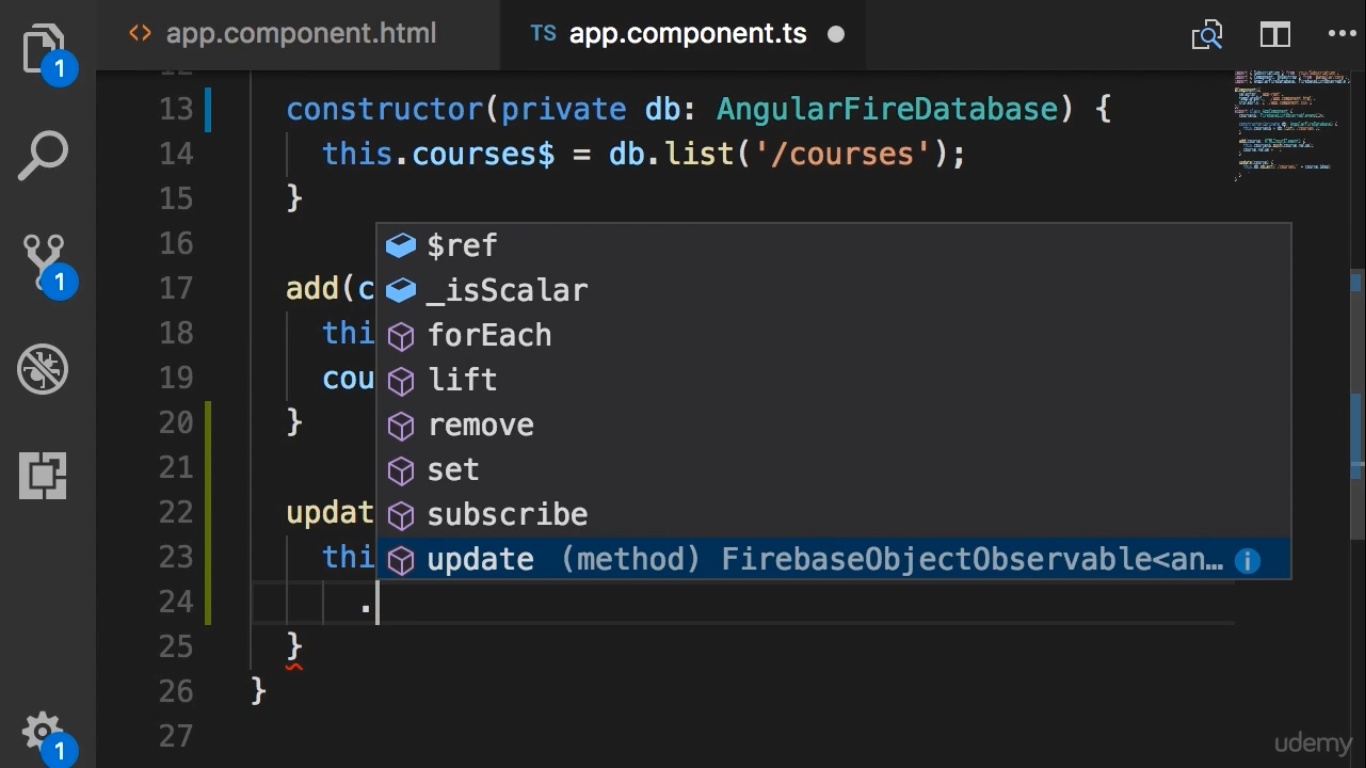 <> app.component.html
TS app.component.ts
13 constructor(private db: AngularFireDatabase) {
14 this.courses$ = db.list('/courses');
15 }
16
17 add(c
18 thi
19 cou
20 }
21
22 updat
23 thi
24 .
25 }
26 }
27
$ref
_isScalar
forEach
lift
remove
set
subscribe
update (method) FirebaseObjectObservable<an…
1
1
1
udemy